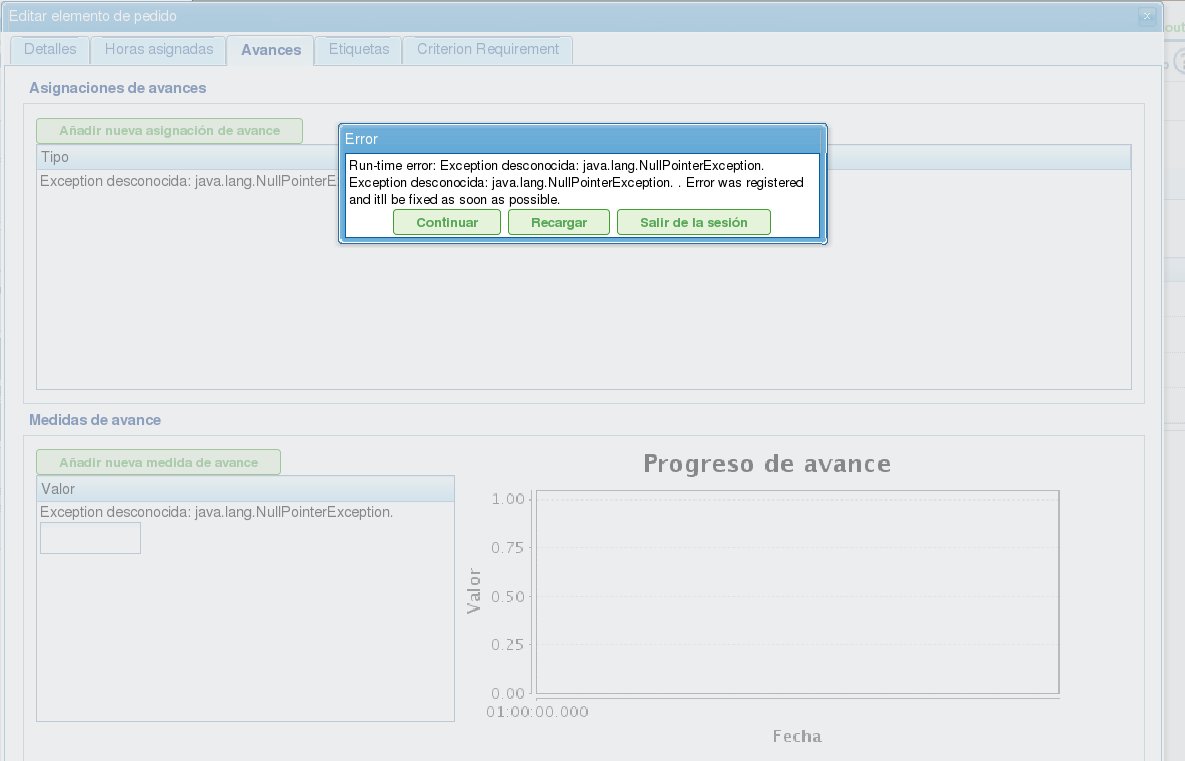 Editar elemento de pedido
x
out
Detalles
Horas asignadas
Avances
Etiquetas
Criterion Requirement
Asignaciones de avances
Añadir nueva asignación de avance
Tipo
Exception desconocida: java.lang.NullPointerE
Error
Run-time error: Exception desconocida: java.lang.NullPointerException.
Exception desconocida: java.lang.NullPointerException. . Error was registered
and itll be fixed as soon as possible.
Continuar
Recargar
Salir de la sesión
Medidas de avance
Añadir nueva medida de avance
Valor
Exception desconocida: java.lang.NullPointerException.
Progreso de avance
1.00
0.75
0.50
0.25
0.00
Valor
01:00:00.000
Fecha